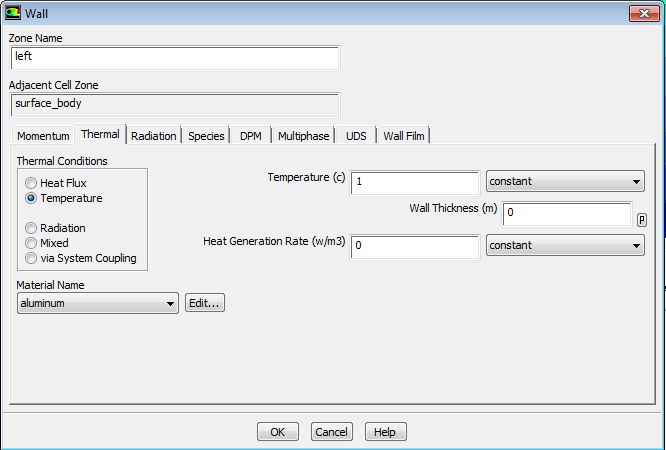 Wall
Zone Name
left
Adjacent Cell Zone
surface_body
Momentum Thermal Radiation Species DPM Multiphase UDS Wall Film
Thermal Conditions
Heat Flux
Temperature
Radiation
Mixed
via System Coupling
Temperature (c) 1 constant
Wall Thickness (m) 0 P
Heat Generation Rate (w/m3) 0 constant
Material Name
aluminum Edit...
OK Cancel Help